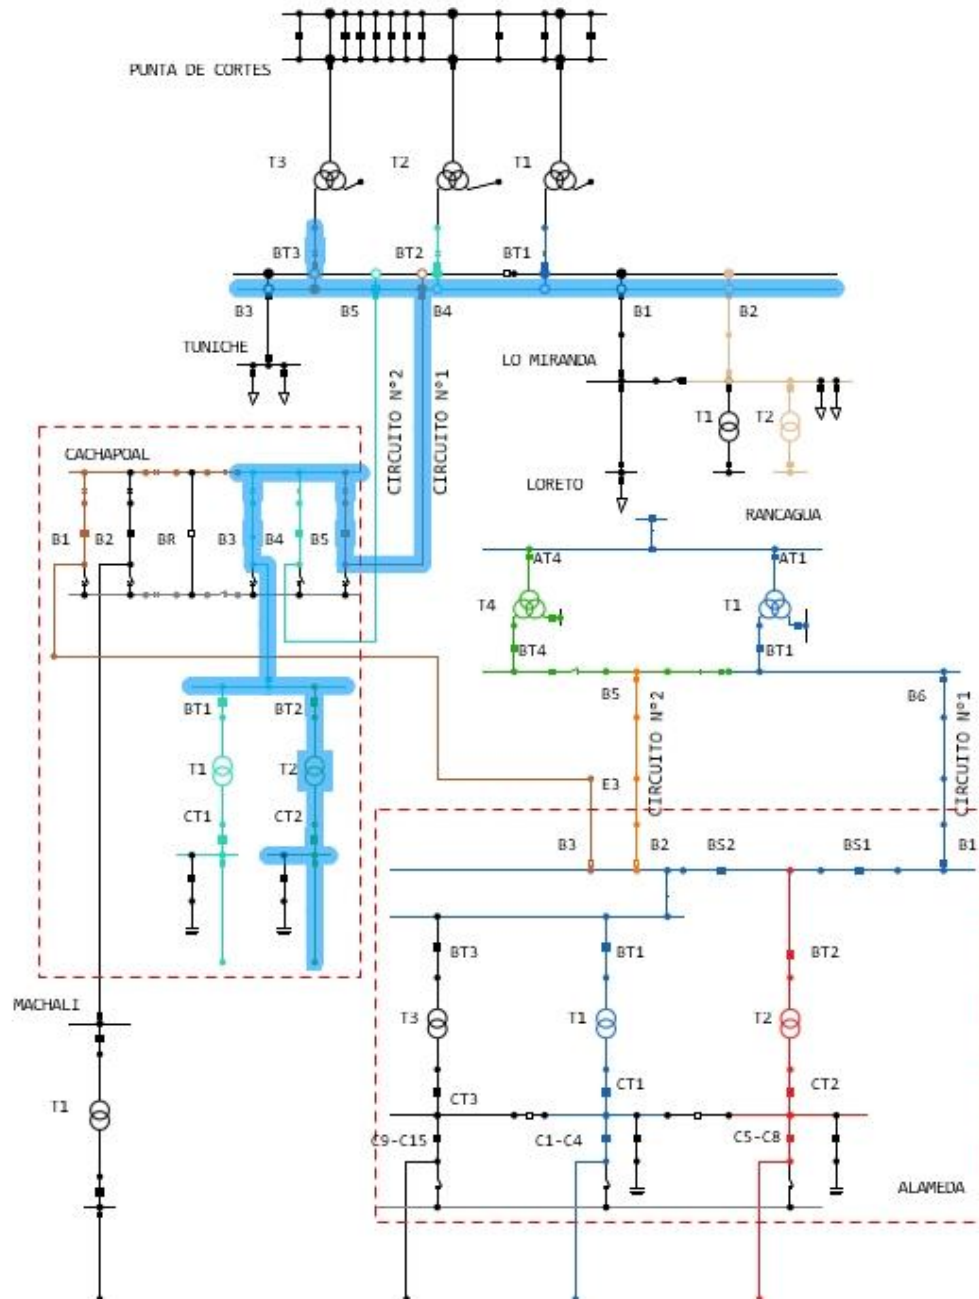 PUNTA DE CORTES
T3
T2
T1
BT3
BT2
BT1
B3
B5
B4
B1
B2
TUNICHE
LO MIRANDA
CIRCUITO N°2
CIRCUITO N°1
T1
T2
CACHAPOAL
LORETO
RANCAGUA
B1
B2
BR
B3
B4
B5
AT4
AT1
T4
T1
BT4
BT1
B5
B6
CIRCUITO N°2
CIRCUITO N°1
BT1
BT2
T1
T2
E3
CT1
CT2
B3
B2
BS2
BS1
B1
BT3
BT1
BT2
MACHALI
T3
T1
T2
CT3
CT1
CT2
T1
C9-C15
C1-C4
C5-C8
ALAMEDA